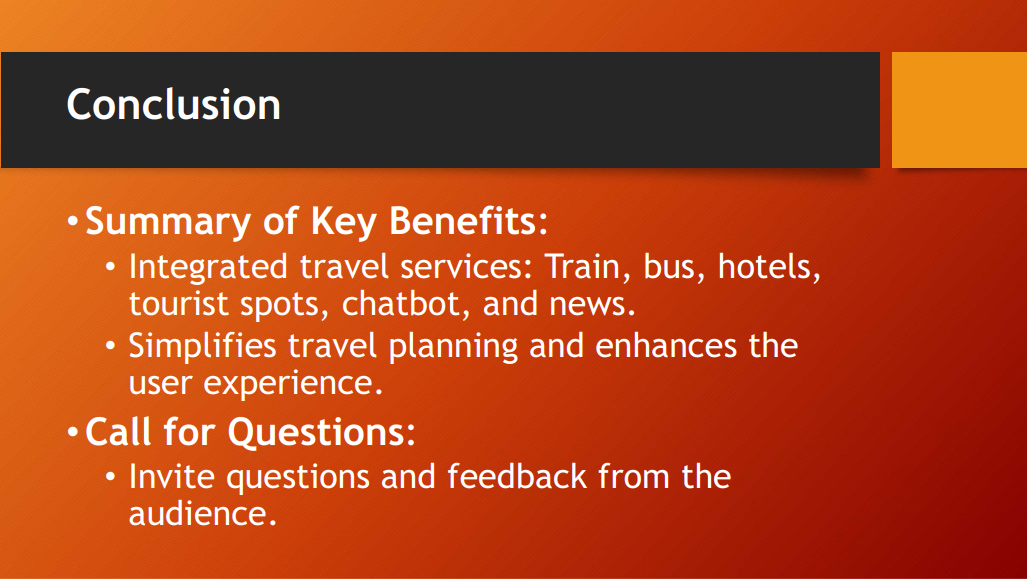 Conclusion
• Summary of Key Benefits:
• Integrated travel services: Train, bus, hotels,
tourist spots, chatbot, and news.
• Simplifies travel planning and enhances the
user experience.
• Call for Questions:
• Invite questions and feedback from the
audience.